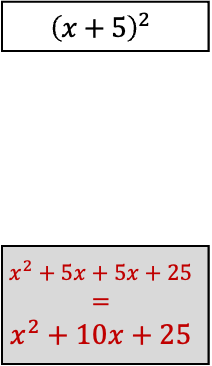 (x + 5)²
x² + 5x + 5x + 25
=
x² + 10x + 25